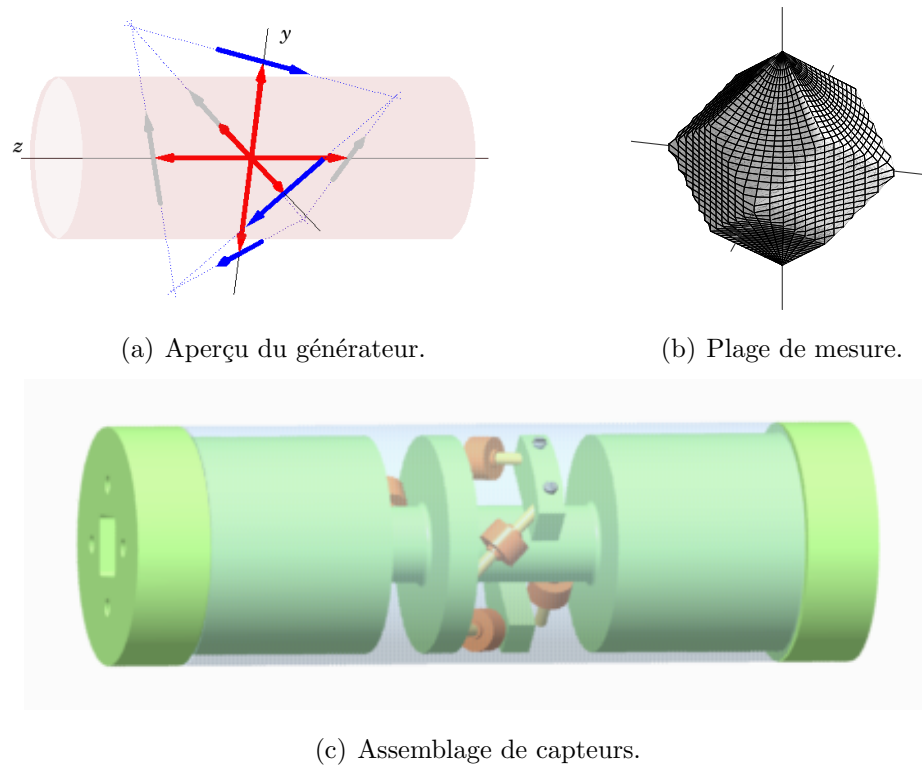 y
z
(a) Aperçu du générateur.
(b) Plage de mesure.
(c) Assemblage de capteurs.